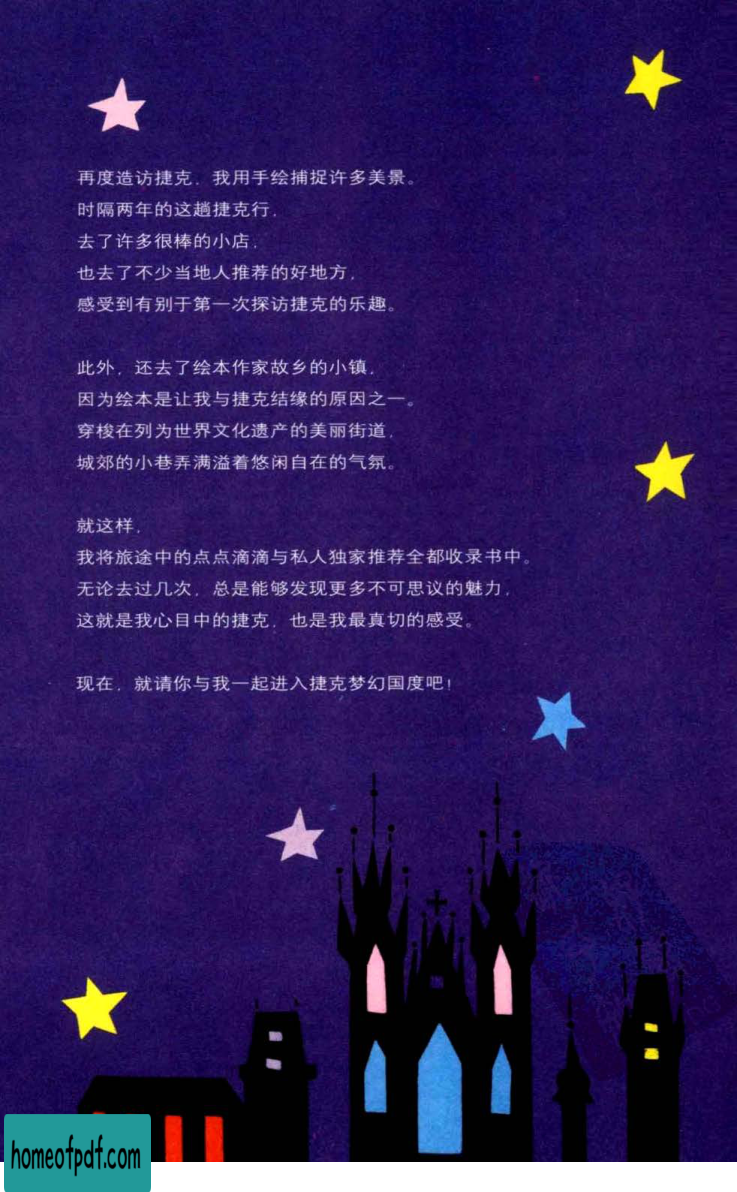 再度造访捷克，我用手绘捕捉许多美景。
时隔两年的这趟捷克行，
去了许多很棒的小店，
也去了不少当地人推荐的好地方，
感受到有别于第一次探访捷克的乐趣。
此外，还去了绘本作家故乡的小镇，
因为绘本是让我与捷克结缘的原因之一。
穿梭在列为世界文化遗产的美丽街道，
城郊的小巷弄满溢着悠闲自在的气氛。
就这样，
我将旅途中的点点滴滴与私人独家推荐全都收录书中。
无论去过几次，总是能够发现更多不可思议的魅力，
这就是我心目中的捷克，也是我最真切的感受。
现在，就请你与我一起进入捷克梦幻国度吧！
homeofpdf.com